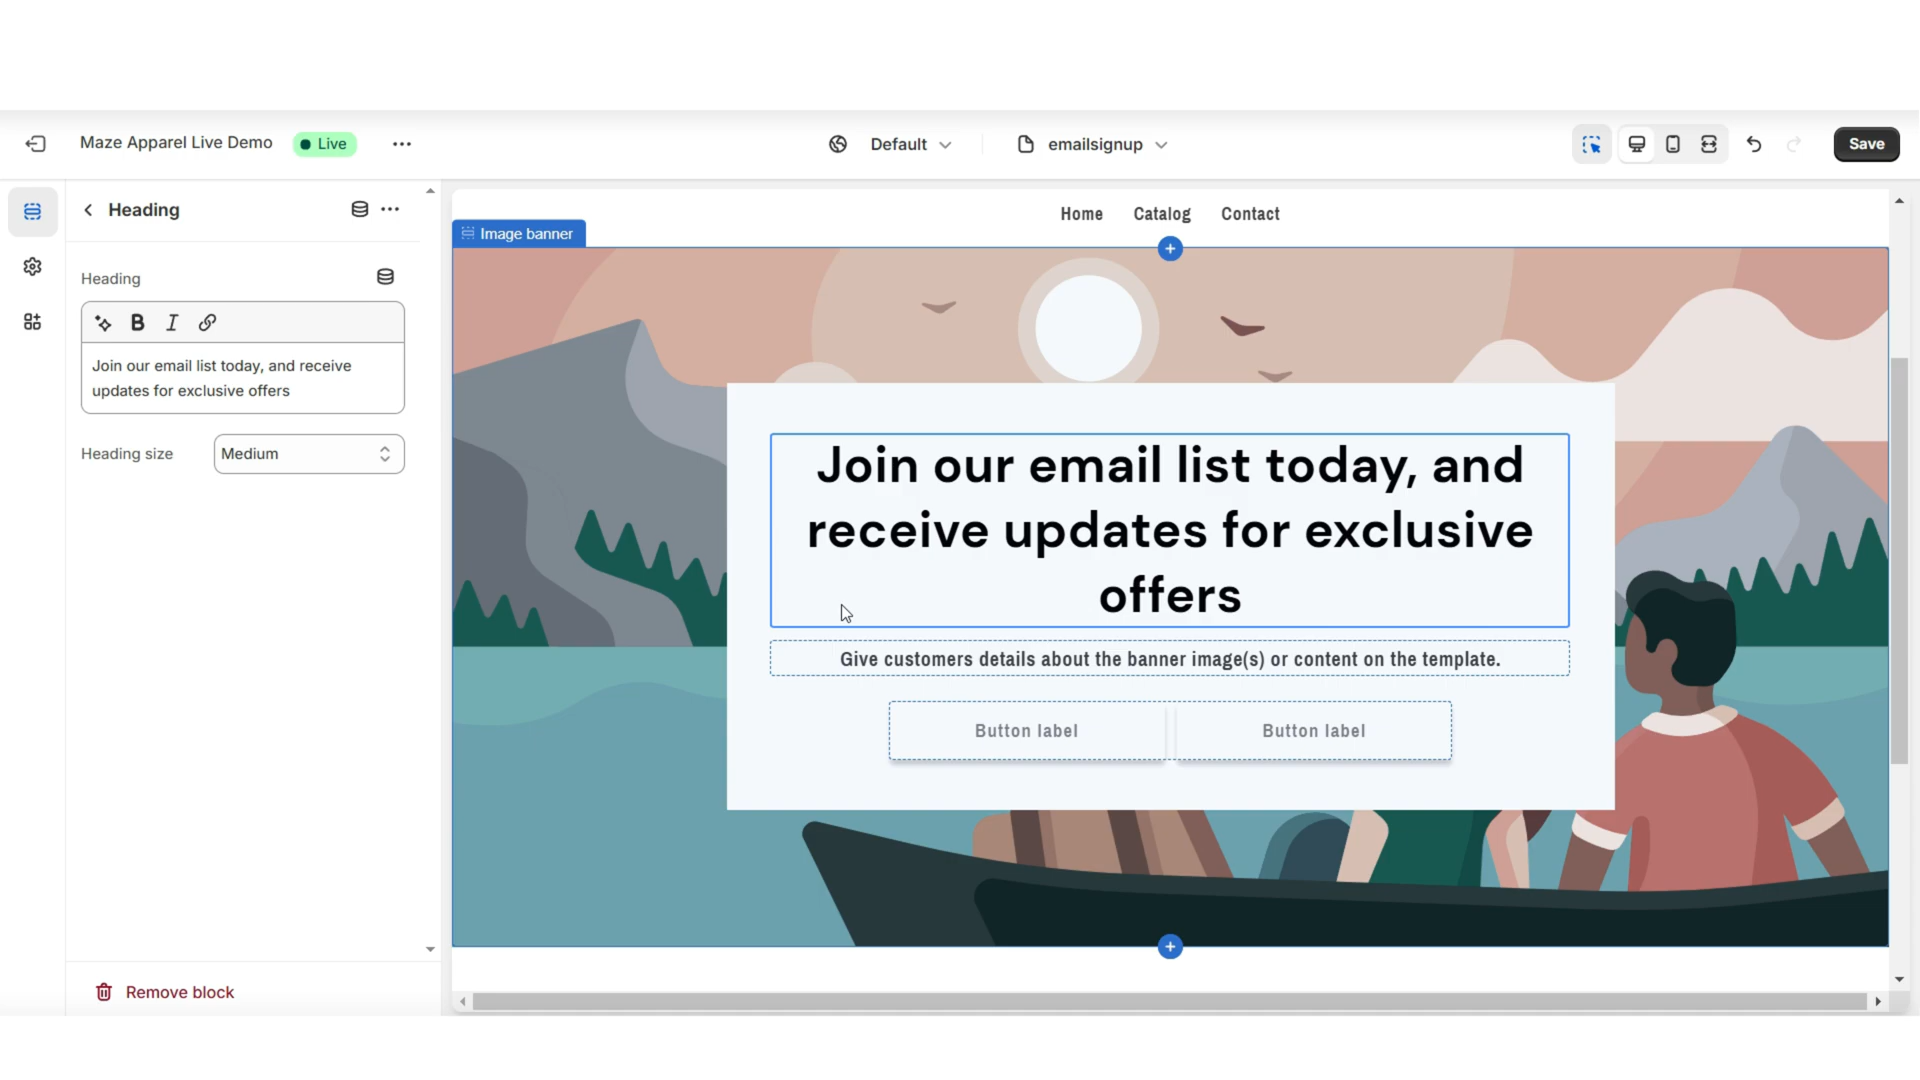 Maze Apparel Live Demo
Live
Default
emailsignup
Save
Heading
Heading
Join our email list today, and receive
updates for exclusive offers
Heading size
Medium
Remove block
Home
Catalog
Contact
Image banner
Join our email list today, and
receive updates for exclusive
offers
Give customers details about the banner image(s) or content on the template.
Button label
Button label